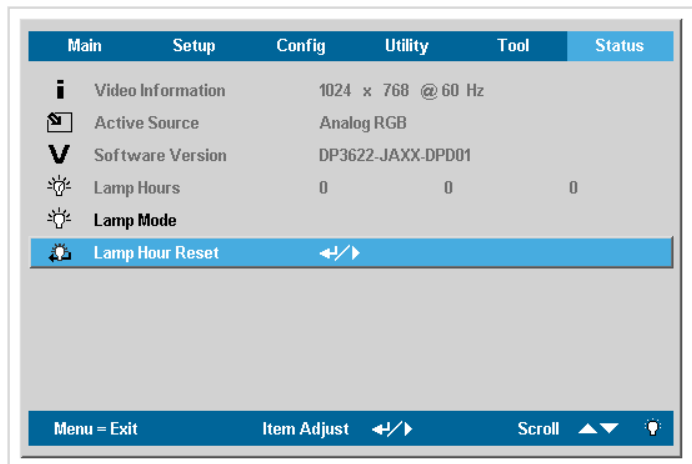 Main Setup Config Utility Tool Status
Video Information 1024 x 768 @ 60 Hz
Active Source Analog RGB
Software Version DP3622-JAXX-DPD01
Lamp Hours 0 0 0
Lamp Mode
Lamp Hour Reset
Menu = Exit Item Adjust Scroll